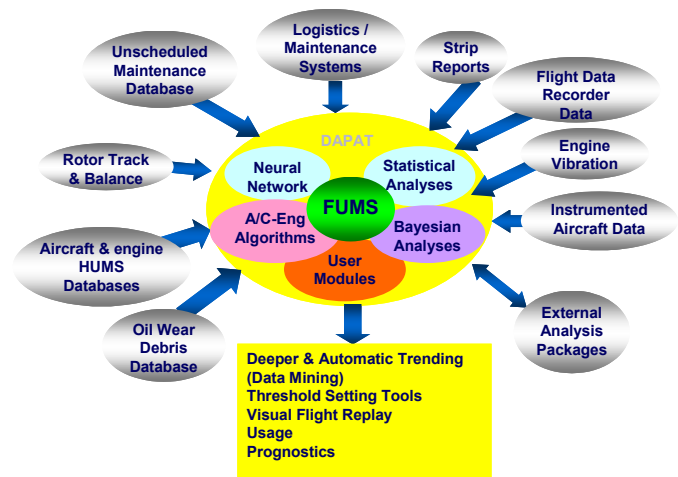 Logistics /
Maintenance
Systems
Strip
Reports
Unscheduled
Maintenance
Database
Flight Data
Recorder
Data
DAPAT
Engine
Vibration
Rotor Track
& Balance
Neural
Network
Statistical
Analyses
FUMS
A/C-Eng
Algorithms
Bayesian
Analyses
Instrumented
Aircraft Data
User
Modules
Aircraft & engine
HUMS
Databases
Oil Wear
Debris
Database
External
Analysis
Packages
Deeper & Automatic Trending
(Data Mining)
Threshold Setting Tools
Visual Flight Replay
Usage
Prognostics